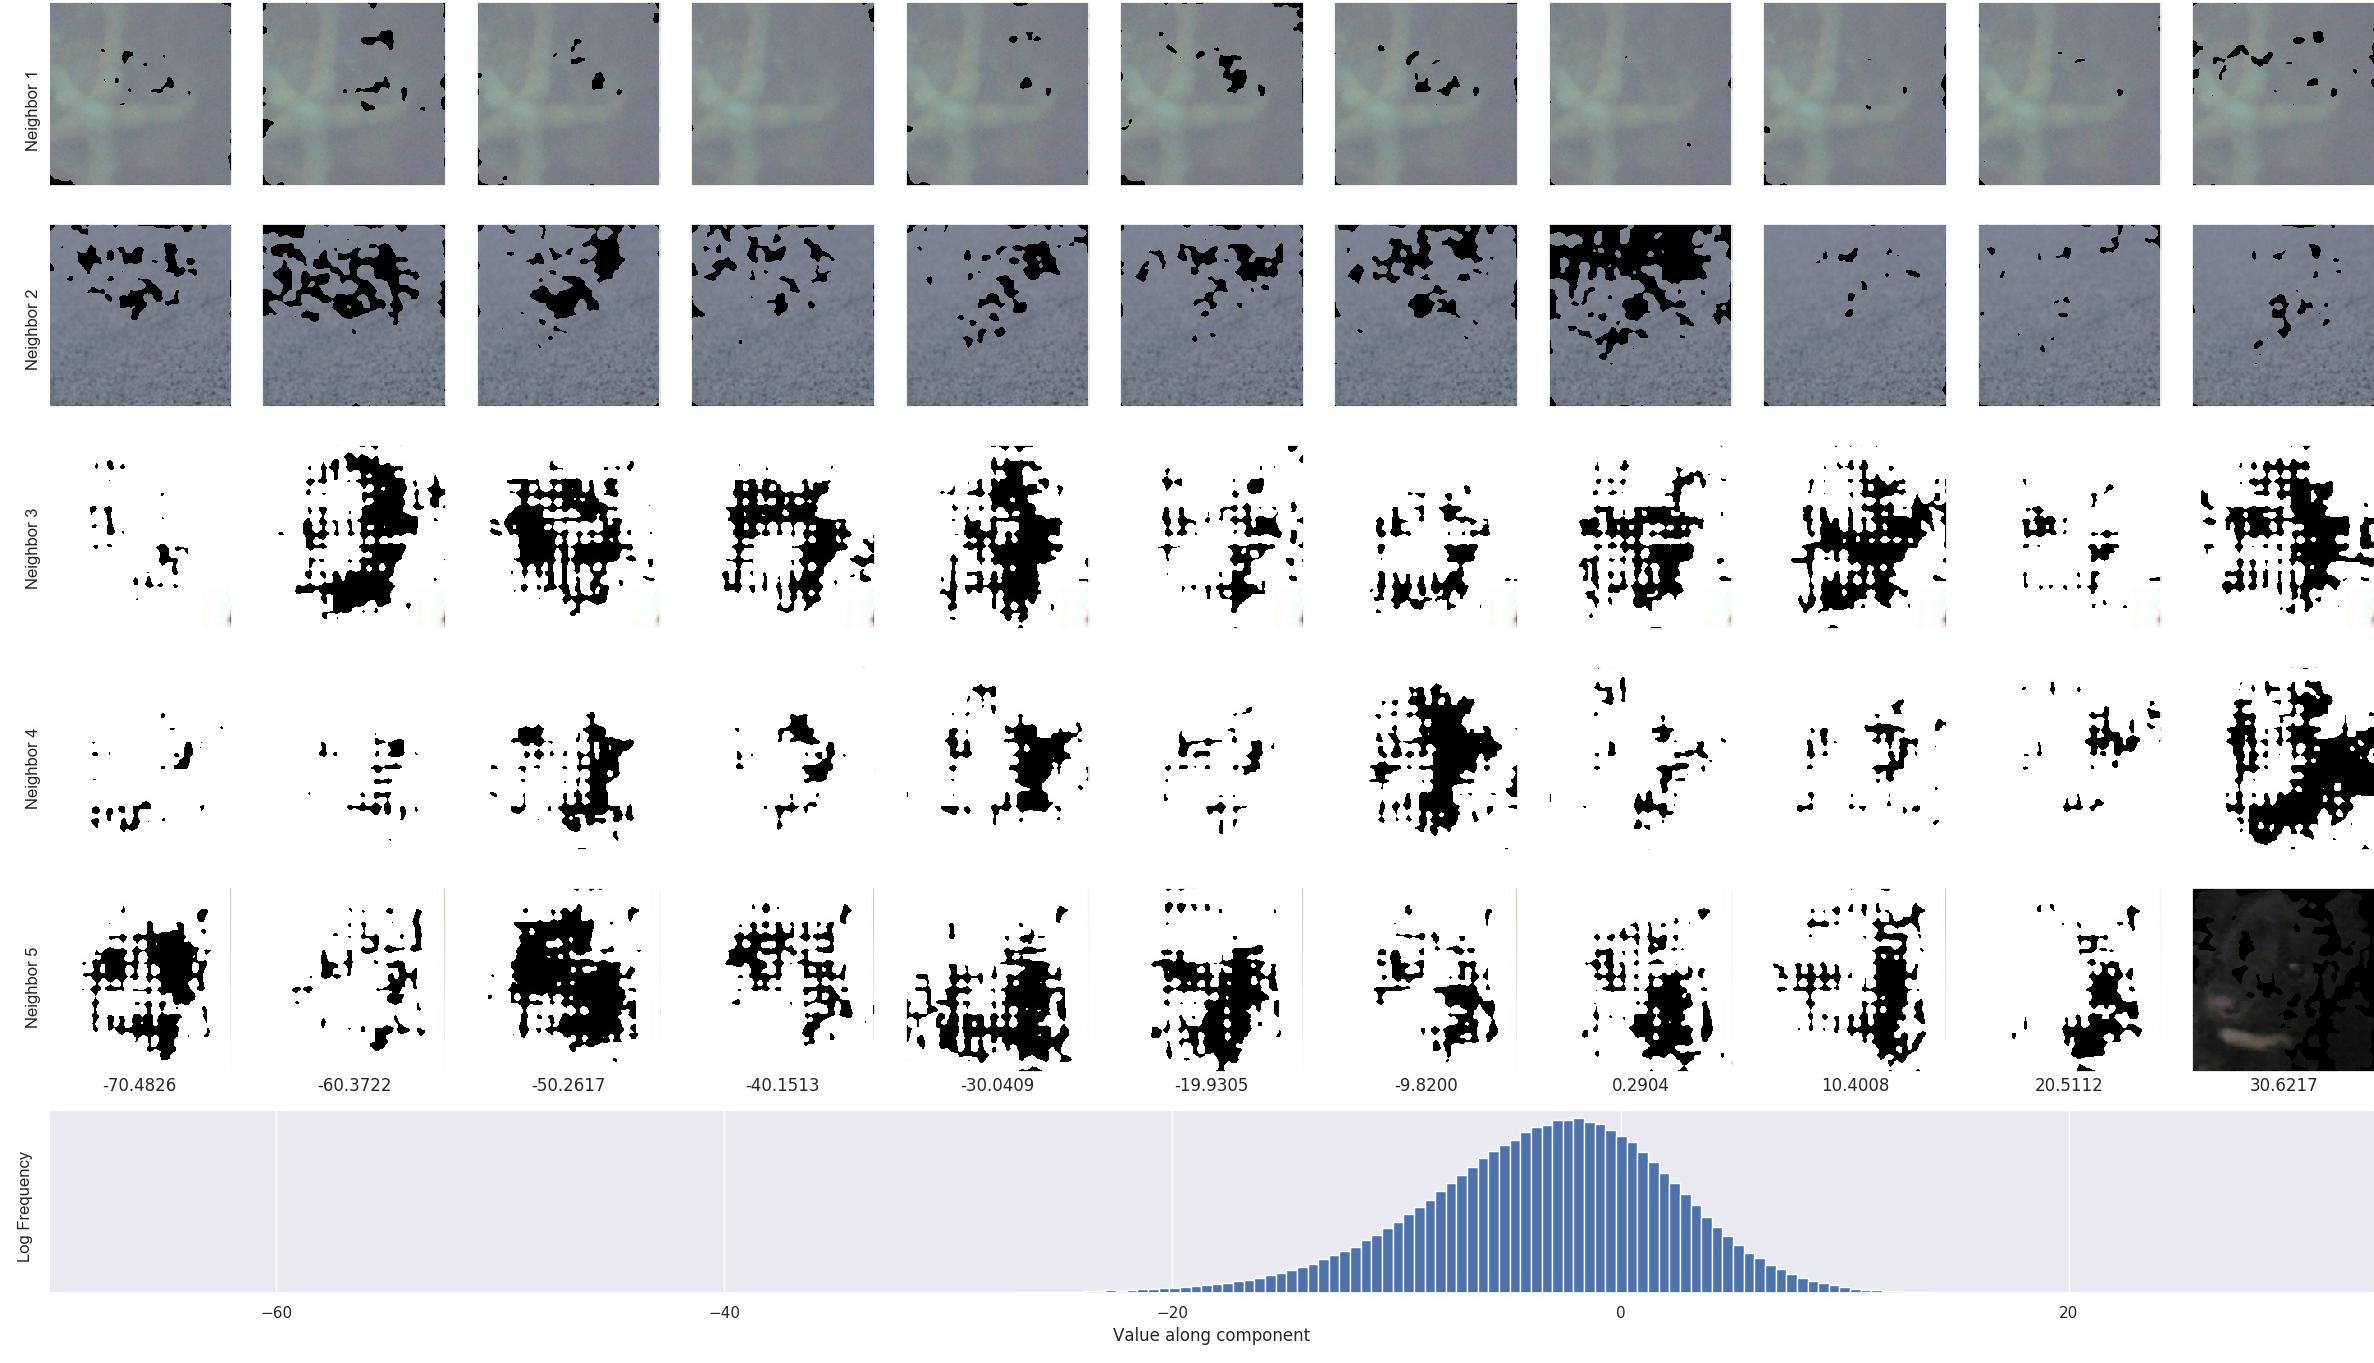 Neighbor 1
Neighbor 2
Neighbor 3
Neighbor 4
Neighbor 5
-70.4826 -60.3722 -50.2617 -40.1513 -30.0409 -19.9305 -9.8200 0.2904 10.4008 20.5112 30.6217
Log Frequency
−60 −40 −20 0 20
Value along component